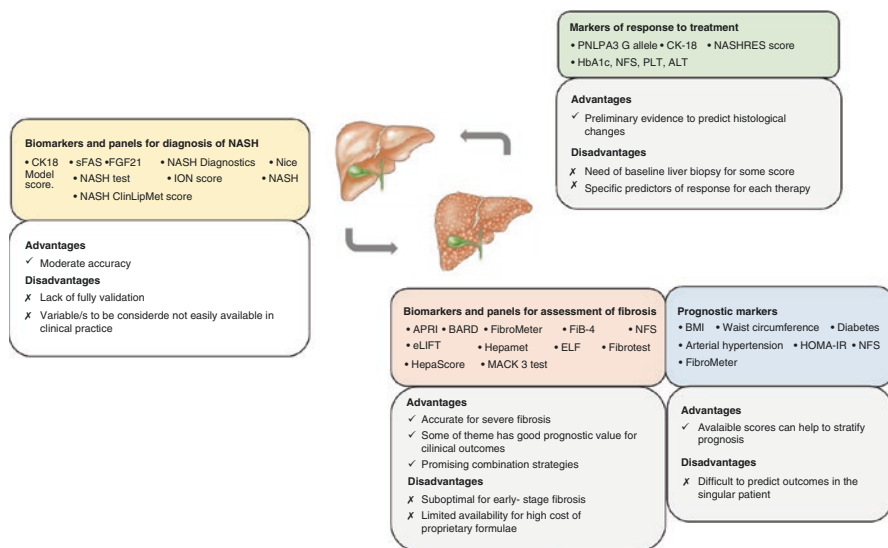 Markers of response to treatment
• PNLPA3 G allele • CK-18 • NASHRES score
• HbA1c, NFS, PLT, ALT
Advantages
✓ Preliminary evidence to predict histological
changes
Disadvantages
✗ Need of baseline liver biopsy for some score
✗ Specific predictors of response for each therapy
Biomarkers and panels for diagnosis of NASH
• CK18 • sFAS •FGF21 • NASH Diagnostics • Nice
Model • NASH test • ION score • NASH
score.
• NASH ClinLipMet score
Advantages
✓ Moderate accuracy
Disadvantages
✗ Lack of fully validation
✗ Variable/s to be considerde not easily available in
clinical practice
Biomarkers and panels for assessment of fibrosis
• APRI • BARD • FibroMeter • FiB-4 • NFS
• eLIFT • Hepamet • ELF • Fibrotest
• HepaScore • MACK 3 test
Advantages
✓ Accurate for severe fibrosis
✓ Some of theme has good prognostic value for
cilinical outcomes
✓ Promising combination strategies
Disadvantages
✗ Suboptimal for early- stage fibrosis
✗ Limited availability for high cost of
proprietary formulae
Prognostic markers
• BMI • Waist circumference • Diabetes
• Arterial hypertension • HOMA-IR • NFS
• FibroMeter
Advantages
✓ Avalaible scores can help to stratify
prognosis
Disadvantages
✗ Difficult to predict outcomes in the
singular patient